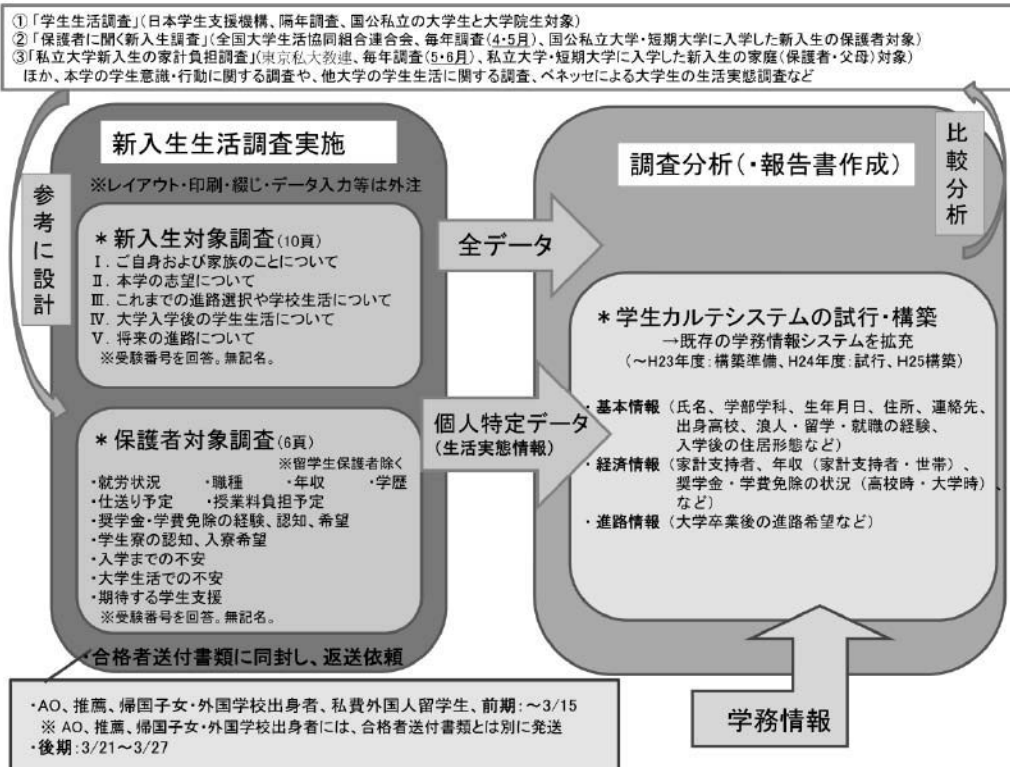 ①「学生生活調査」(日本学生支援機構、隔年調査、国公私立の大学生と大学院生対象)
②「保護者に聞く新入生調査」(全国大学生活協同組合連合会、毎年調査(4・5月)、国公私立大学・短期大学に入学した新入生の保護者対象)
③「私立大学新入生の家計負担調査」(東京私大教連、毎年調査(5・6月)、私立大学・短期大学に入学した新入生の家庭(保護者・父母)対象)
ほか、本学の学生意識・行動に関する調査や、他大学の学生生活に関する調査、ベネッセによる大学生の生活実態調査など
参考に設計
新入生生活調査実施
※レイアウト・印刷・綴じ・データ入力等は外注
*新入生対象調査(10頁)
Ⅰ.ご自身および家族のことについて
Ⅱ.本学の志望について
Ⅲ.これまでの進路選択や学校生活について
Ⅳ.大学入学後の学生生活について
Ⅴ.将来の進路について
※受験番号を回答。無記名。
*保護者対象調査(6頁)
※留学生保護者除く
・就労状況 ・職種 ・年収 ・学歴
・仕送り予定 ・授業料負担予定
・奨学金・学費免除の経験、認知、希望
・学生寮の認知、入寮希望
・入学までの不安
・大学生活での不安
・期待する学生支援
※受験番号を回答。無記名。
・合格者送付書類に同封し、返送依頼
・AO、推薦、帰国子女・外国学校出身者、私費外国人留学生、前期:~3/15
※ AO、推薦、帰国子女・外国学校出身者には、合格者送付書類とは別に発送
・後期:3/21~3/27
全データ
個人特定データ
(生活実態情報)
調査分析(・報告書作成)
比較分析
*学生カルテシステムの試行・構築
→既存の学務情報システムを拡充
(~H23年度:構築準備、H24年度:試行、H25構築)
・基本情報(氏名、学部学科、生年月日、住所、連絡先、
出身高校、浪人・留学・就職の経験、
入学後の住居形態など)
・経済情報(家計支持者、年収(家計支持者・世帯)、
奨学金・学費免除の状況(高校時・大学時)、
など)
・進路情報(大学卒業後の進路希望など)
学務情報